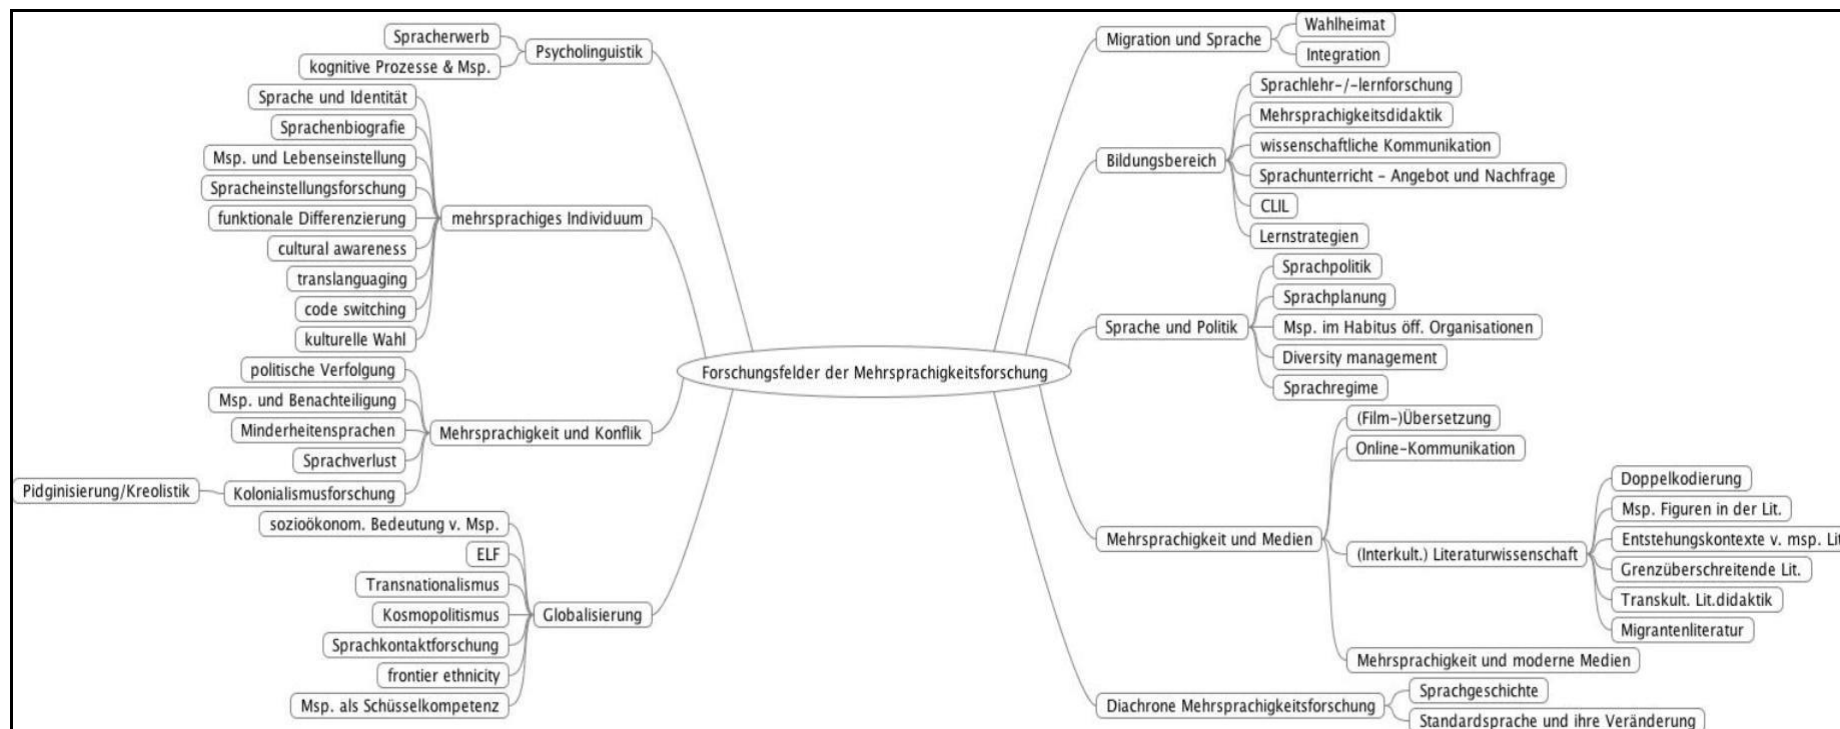 Forschungsfelder der Mehrsprachigkeitsforschung
Psycholinguistik
Spracherwerb
kognitive Prozesse & Msp.
mehrsprachiges Individuum
Sprache und Identität
Sprachenbiografie
Msp. und Lebenseinstellung
Spracheinstellungsforschung
funktionale Differenzierung
cultural awareness
translanguaging
code switching
kulturelle Wahl
Mehrsprachigkeit und Konflik
politische Verfolgung
Msp. und Benachteiligung
Minderheitensprachen
Sprachverlust
Kolonialismusforschung
Pidginisierung/Kreolistik
Globalisierung
sozioökonom. Bedeutung v. Msp.
ELF
Transnationalismus
Kosmopolitismus
Sprachkontaktforschung
frontier ethnicity
Msp. als Schüsselkompetenz
Migration und Sprache
Wahlheimat
Integration
Bildungsbereich
Sprachlehr-/-lernforschung
Mehrsprachigkeitsdidaktik
wissenschaftliche Kommunikation
Sprachunterricht - Angebot und Nachfrage
CLIL
Lernstrategien
Sprache und Politik
Sprachpolitik
Sprachplanung
Msp. im Habitus öff. Organisationen
Diversity management
Sprachregime
Mehrsprachigkeit und Medien
(Film-)Übersetzung
Online-Kommunikation
(Interkult.) Literaturwissenschaft
Doppelkodierung
Msp. Figuren in der Lit.
Entstehungskontexte v. msp. Lit
Grenzüberschreitende Lit.
Transkult. Lit.didaktik
Migrantenliteratur
Mehrsprachigkeit und moderne Medien
Diachrone Mehrsprachigkeitsforschung
Sprachgeschichte
Standardsprache und ihre Veränderung